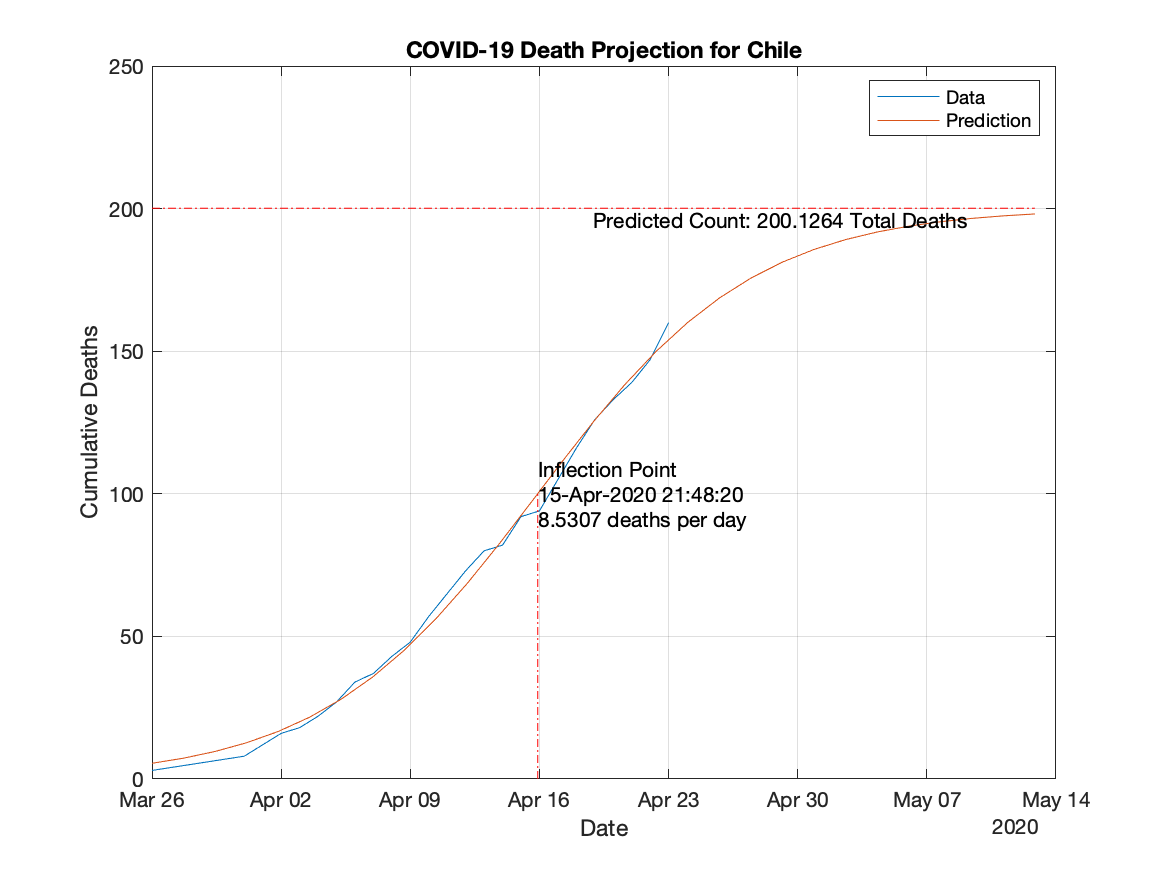 COVID-19 Death Projection for Chile
250
200
150
100
50
0
Cumulative Deaths
Data
Prediction
Predicted Count: 200.1264 Total Deaths
Inflection Point
15-Apr-2020 21:48:20
8.5307 deaths per day
Mar 26 Apr 02 Apr 09 Apr 16 Apr 23 Apr 30 May 07 May 14
Date
2020